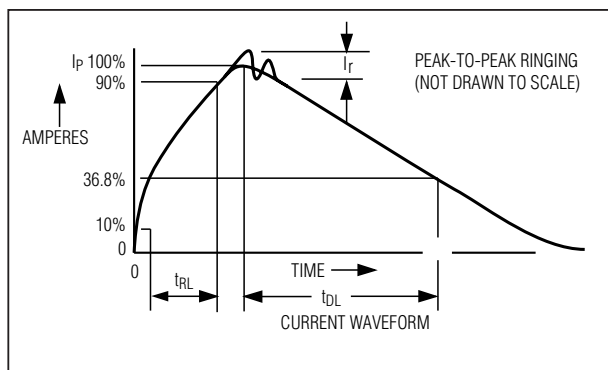 IP 100%
90%
AMPERES
36.8%
10%
0
0
Ir
PEAK-TO-PEAK RINGING
(NOT DRAWN TO SCALE)
tRL
TIME
tDL
CURRENT WAVEFORM